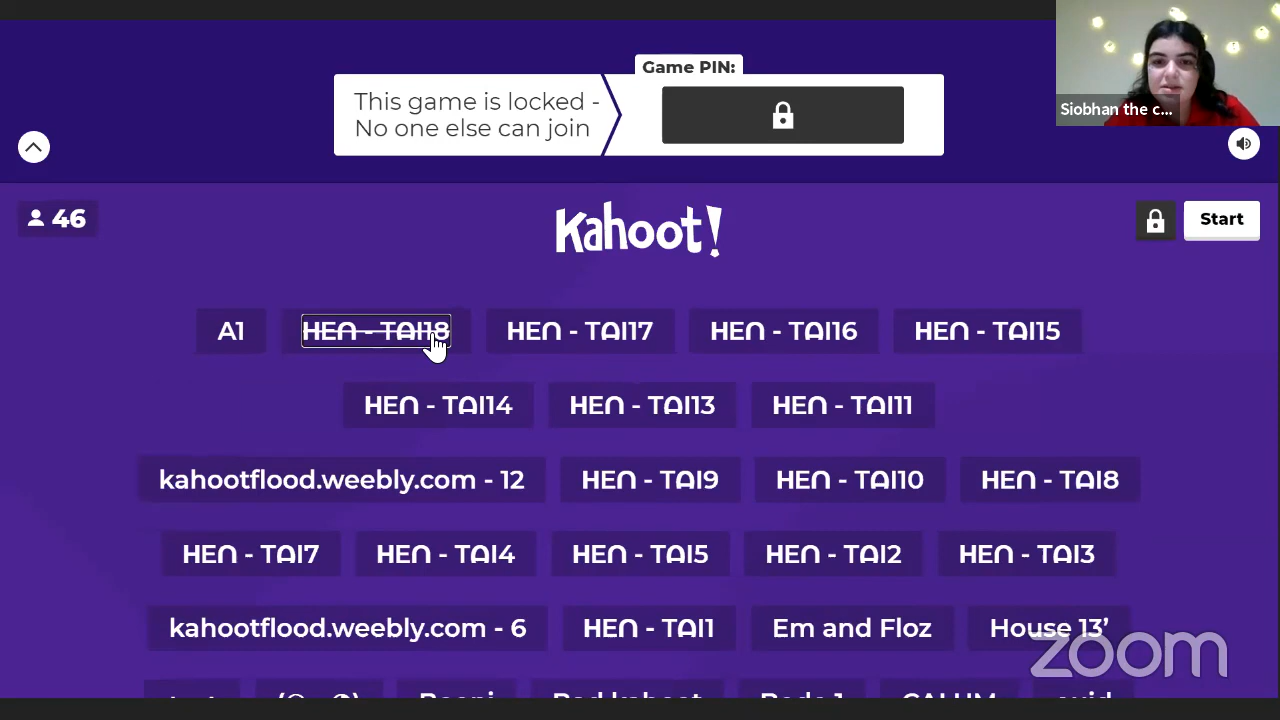 Game PIN:
This game is locked -
No one else can join
Siobhan the c...
46
Kahoot!
Start
A1
HEN - TAI18
HEN - TAI17
HEN - TAI16
HEN - TAI15
HEN - TAI14
HEN - TAI13
HEN - TAI11
kahootflood.weebly.com - 12
HEN - TAI9
HEN - TAI10
HEN - TAI8
HEN - TAI7
HEN - TAI4
HEN - TAI5
HEN - TAI2
HEN - TAI3
kahootflood.weebly.com - 6
HEN - TAI1
Em and Floz
House 13’
zoom